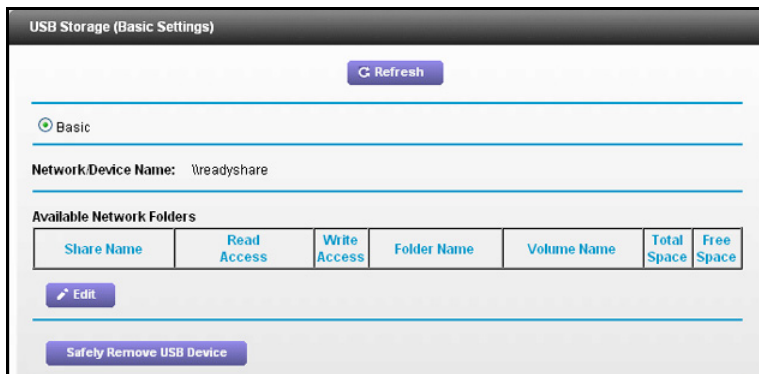 USB Storage (Basic Settings)
Refresh
Basic
Network/Device Name: \\readyshare
Available Network Folders
Share Name Read Access Write Access Folder Name Volume Name Total Space Free Space
Edit
Safely Remove USB Device